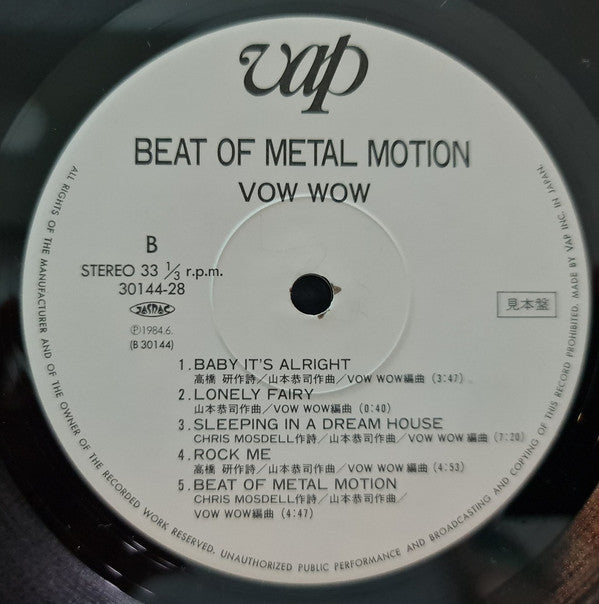 vap
BEAT OF METAL MOTION
VOW WOW
B
STEREO 33 1/3 r.p.m.
30144-28
JASRAC
Ⓟ1984.6.
(B 30144)
見本盤
1.BABY IT'S ALRIGHT
高橋 研作詩／山本恭司作曲／VOW WOW編曲 (3:47)
2.LONELY FAIRY
山本恭司作曲／VOW WOW編曲 (0:40)
3.SLEEPING IN A DREAM HOUSE
CHRIS MOSDELL作詩／山本恭司作曲／VOW WOW編曲 (7:20)
4.ROCK ME
高橋 研作詩／山本恭司作曲／VOW WOW編曲 (4:53)
5.BEAT OF METAL MOTION
CHRIS MOSDELL作詩／山本恭司作曲／
VOW WOW編曲 (4:47)
ALL RIGHTS OF THE MANUFACTURER AND OF THE OWNER OF THE RECORDED WORK RESERVED. UNAUTHORIZED PUBLIC PERFORMANCE AND BROADCASTING AND COPYING OF THIS RECORD PROHIBITED. MADE BY VAP INC. IN JAPAN.